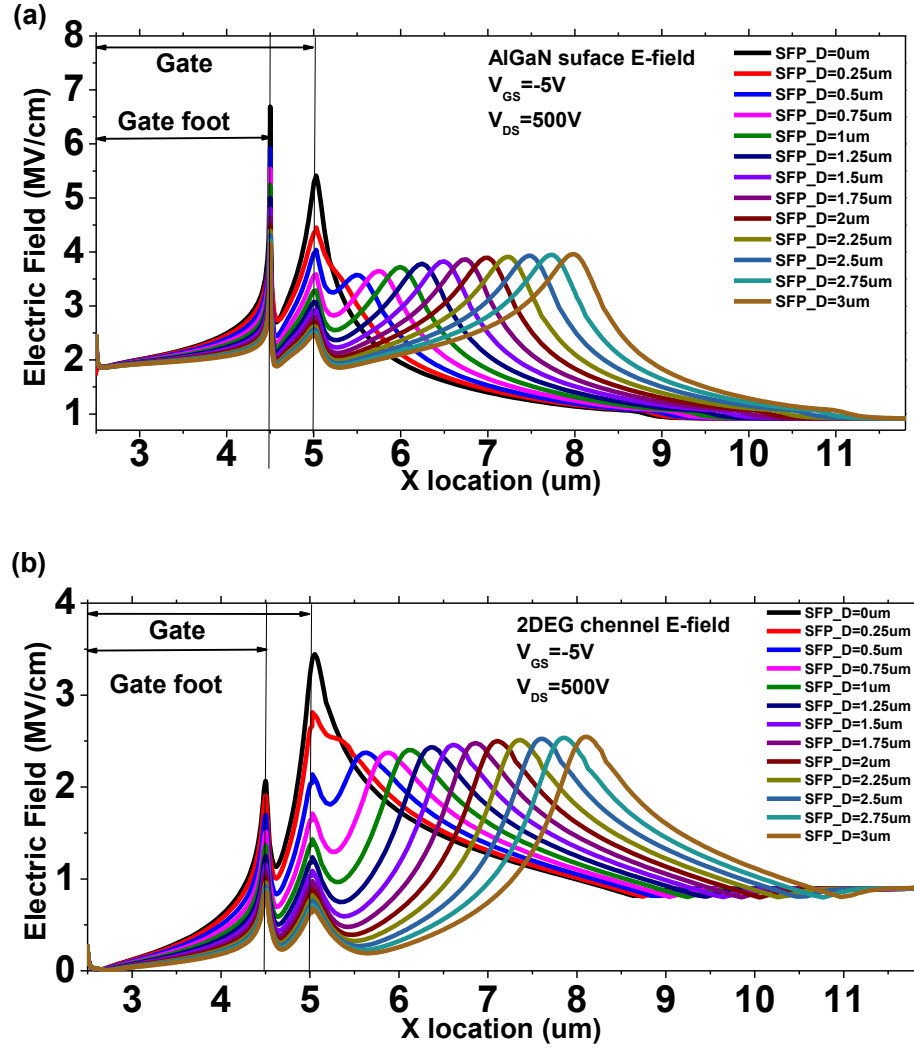 (a)
8
7
6
5
4
3
2
1
Electric Field (MV/cm)
Gate
Gate foot
AlGaN suface E-field
V_GS=-5V
V_DS=500V
SFP_D=0um
SFP_D=0.25um
SFP_D=0.5um
SFP_D=0.75um
SFP_D=1um
SFP_D=1.25um
SFP_D=1.5um
SFP_D=1.75um
SFP_D=2um
SFP_D=2.25um
SFP_D=2.5um
SFP_D=2.75um
SFP_D=3um
3 4 5 6 7 8 9 10 11
X location (um)
(b)
4
3
2
1
0
Electric Field (MV/cm)
Gate
Gate foot
2DEG chennel E-field
V_GS=-5V
V_DS=500V
SFP_D=0um
SFP_D=0.25um
SFP_D=0.5um
SFP_D=0.75um
SFP_D=1um
SFP_D=1.25um
SFP_D=1.5um
SFP_D=1.75um
SFP_D=2um
SFP_D=2.25um
SFP_D=2.5um
SFP_D=2.75um
SFP_D=3um
3 4 5 6 7 8 9 10 11
X location (um)